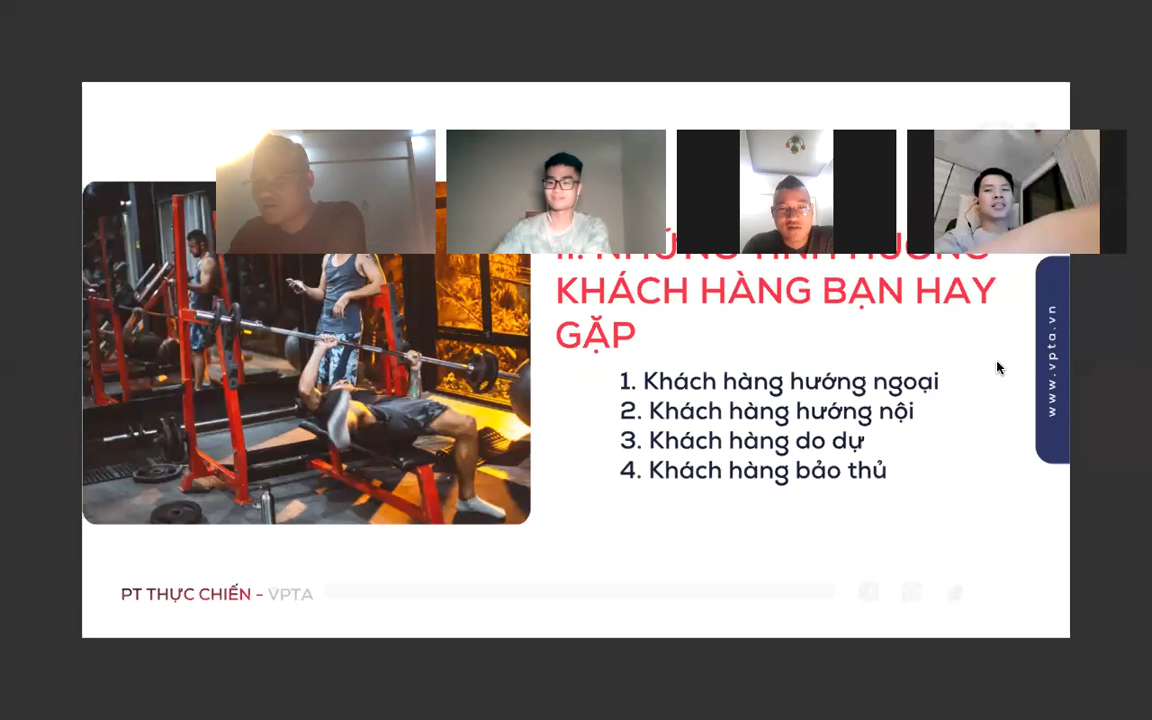 KHÁCH HÀNG BẠN HAY
GẶP
1. Khách hàng hướng ngoại
2. Khách hàng hướng nội
3. Khách hàng do dự
4. Khách hàng bảo thủ
www.vpta.vn
PT THỰC CHIẾN - VPTA